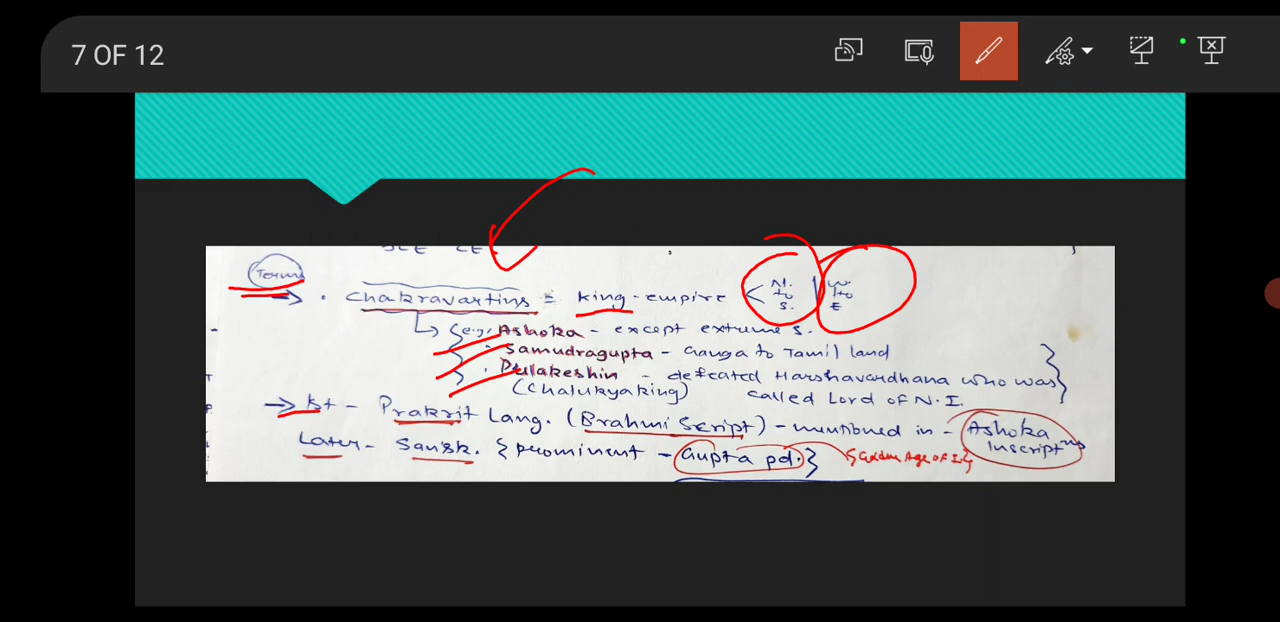 7 OF 12
Terms
→ • Chakravartins = King-empire < N. to S. | W to E
↳ {e.g., Ashoka - except extreme S.
• Samudragupta - Ganga to Tamil land
• Pulakeshin - defeated Harshavardhana who was
(Chalukya king) called Lord of N.I.
→ Ist - Prakrit Lang. (Brahmi Script) - mentioned in - Ashoka Inscriptns
Later - Sansk. {prominent - Gupta pd.} {Golden Age of I}